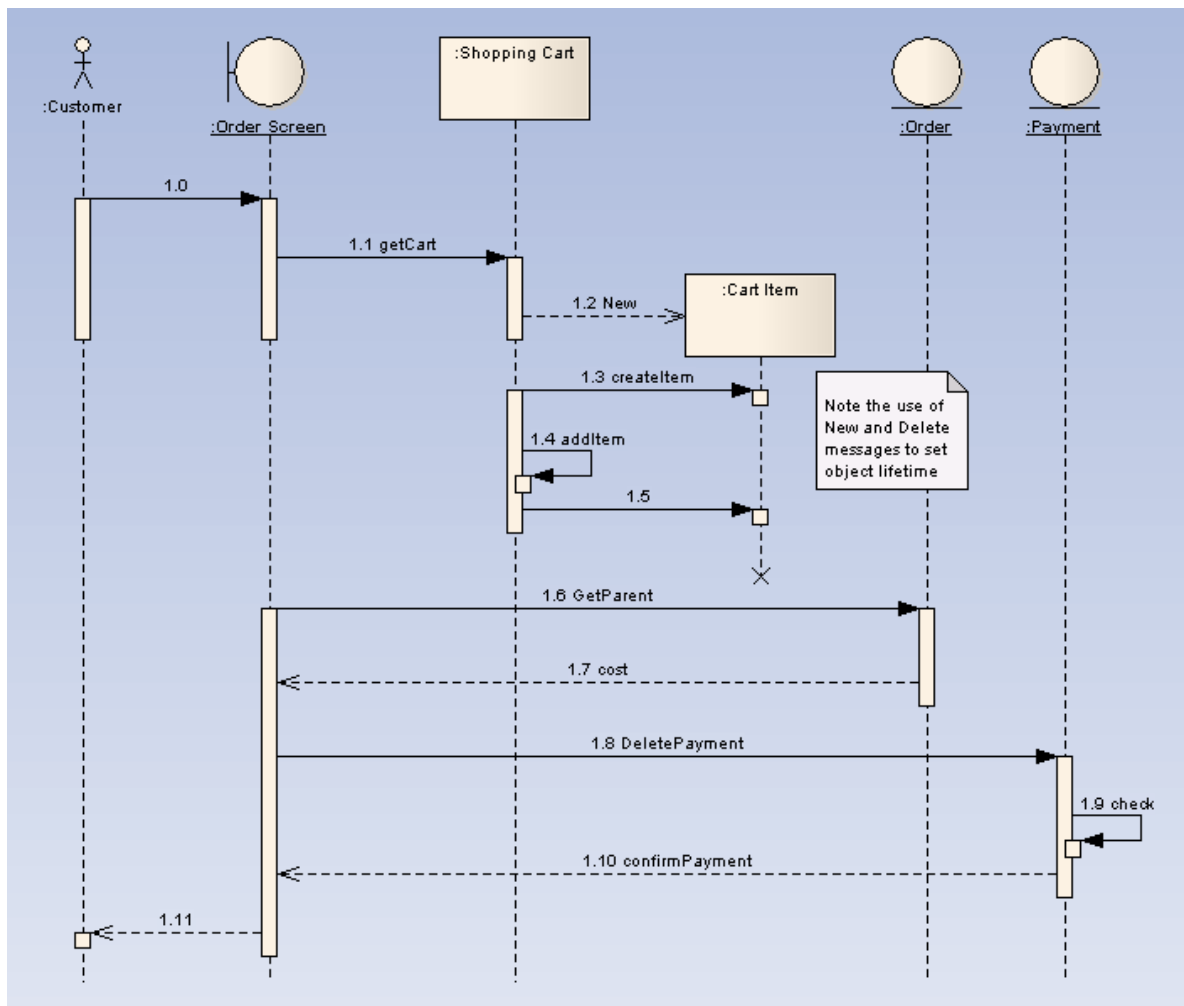 :Shopping Cart
:Customer
:Order Screen
:Order
:Payment
1.0
1.1 getCart
:Cart Item
1.2 New
1.3 createItem
Note the use of
New and Delete
messages to set
object lifetime
1.4 addItem
1.5
1.6 GetParent
1.7 cost
1.8 DeletePayment
1.9 check
1.10 confirmPayment
1.11